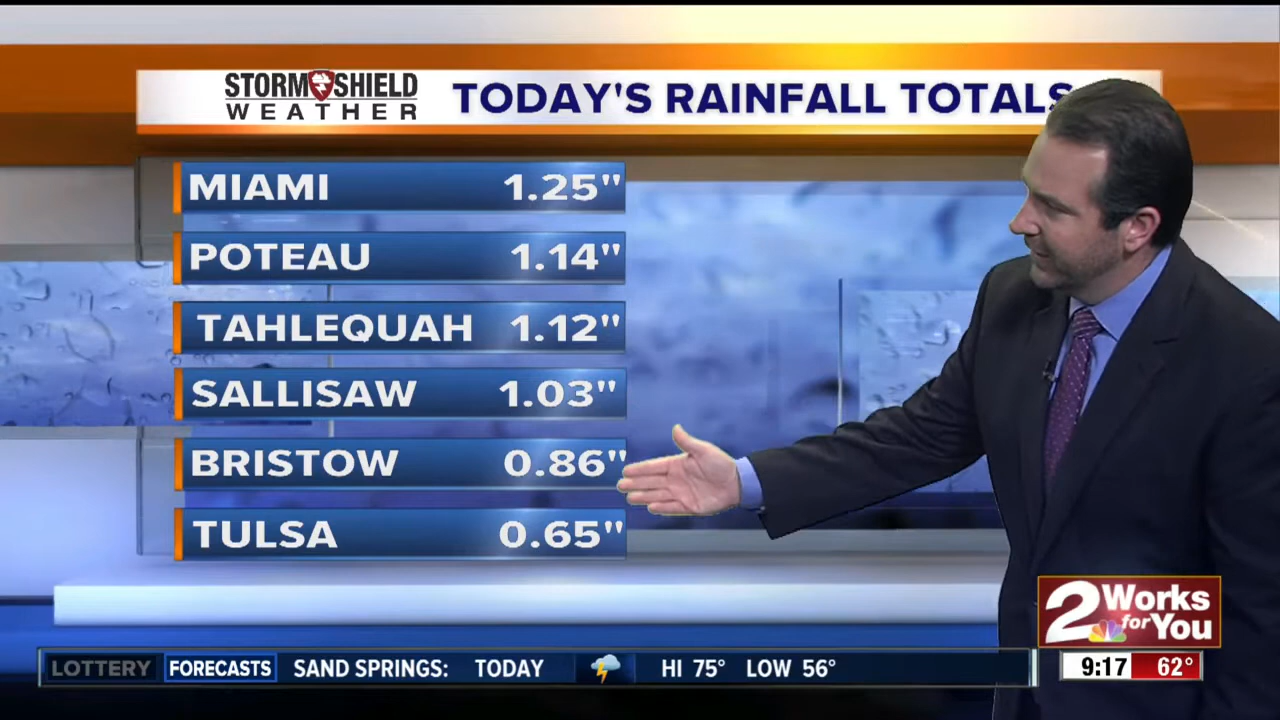 STORM SHIELD
WEATHER
TODAY'S RAINFALL TOTALS
MIAMI 1.25"
POTEAU 1.14"
TAHLEQUAH 1.12"
SALLISAW 1.03"
BRISTOW 0.86"
TULSA 0.65"
2 Works
for You
LOTTERY FORECASTS SAND SPRINGS: TODAY HI 75° LOW 56°
9:17 62°